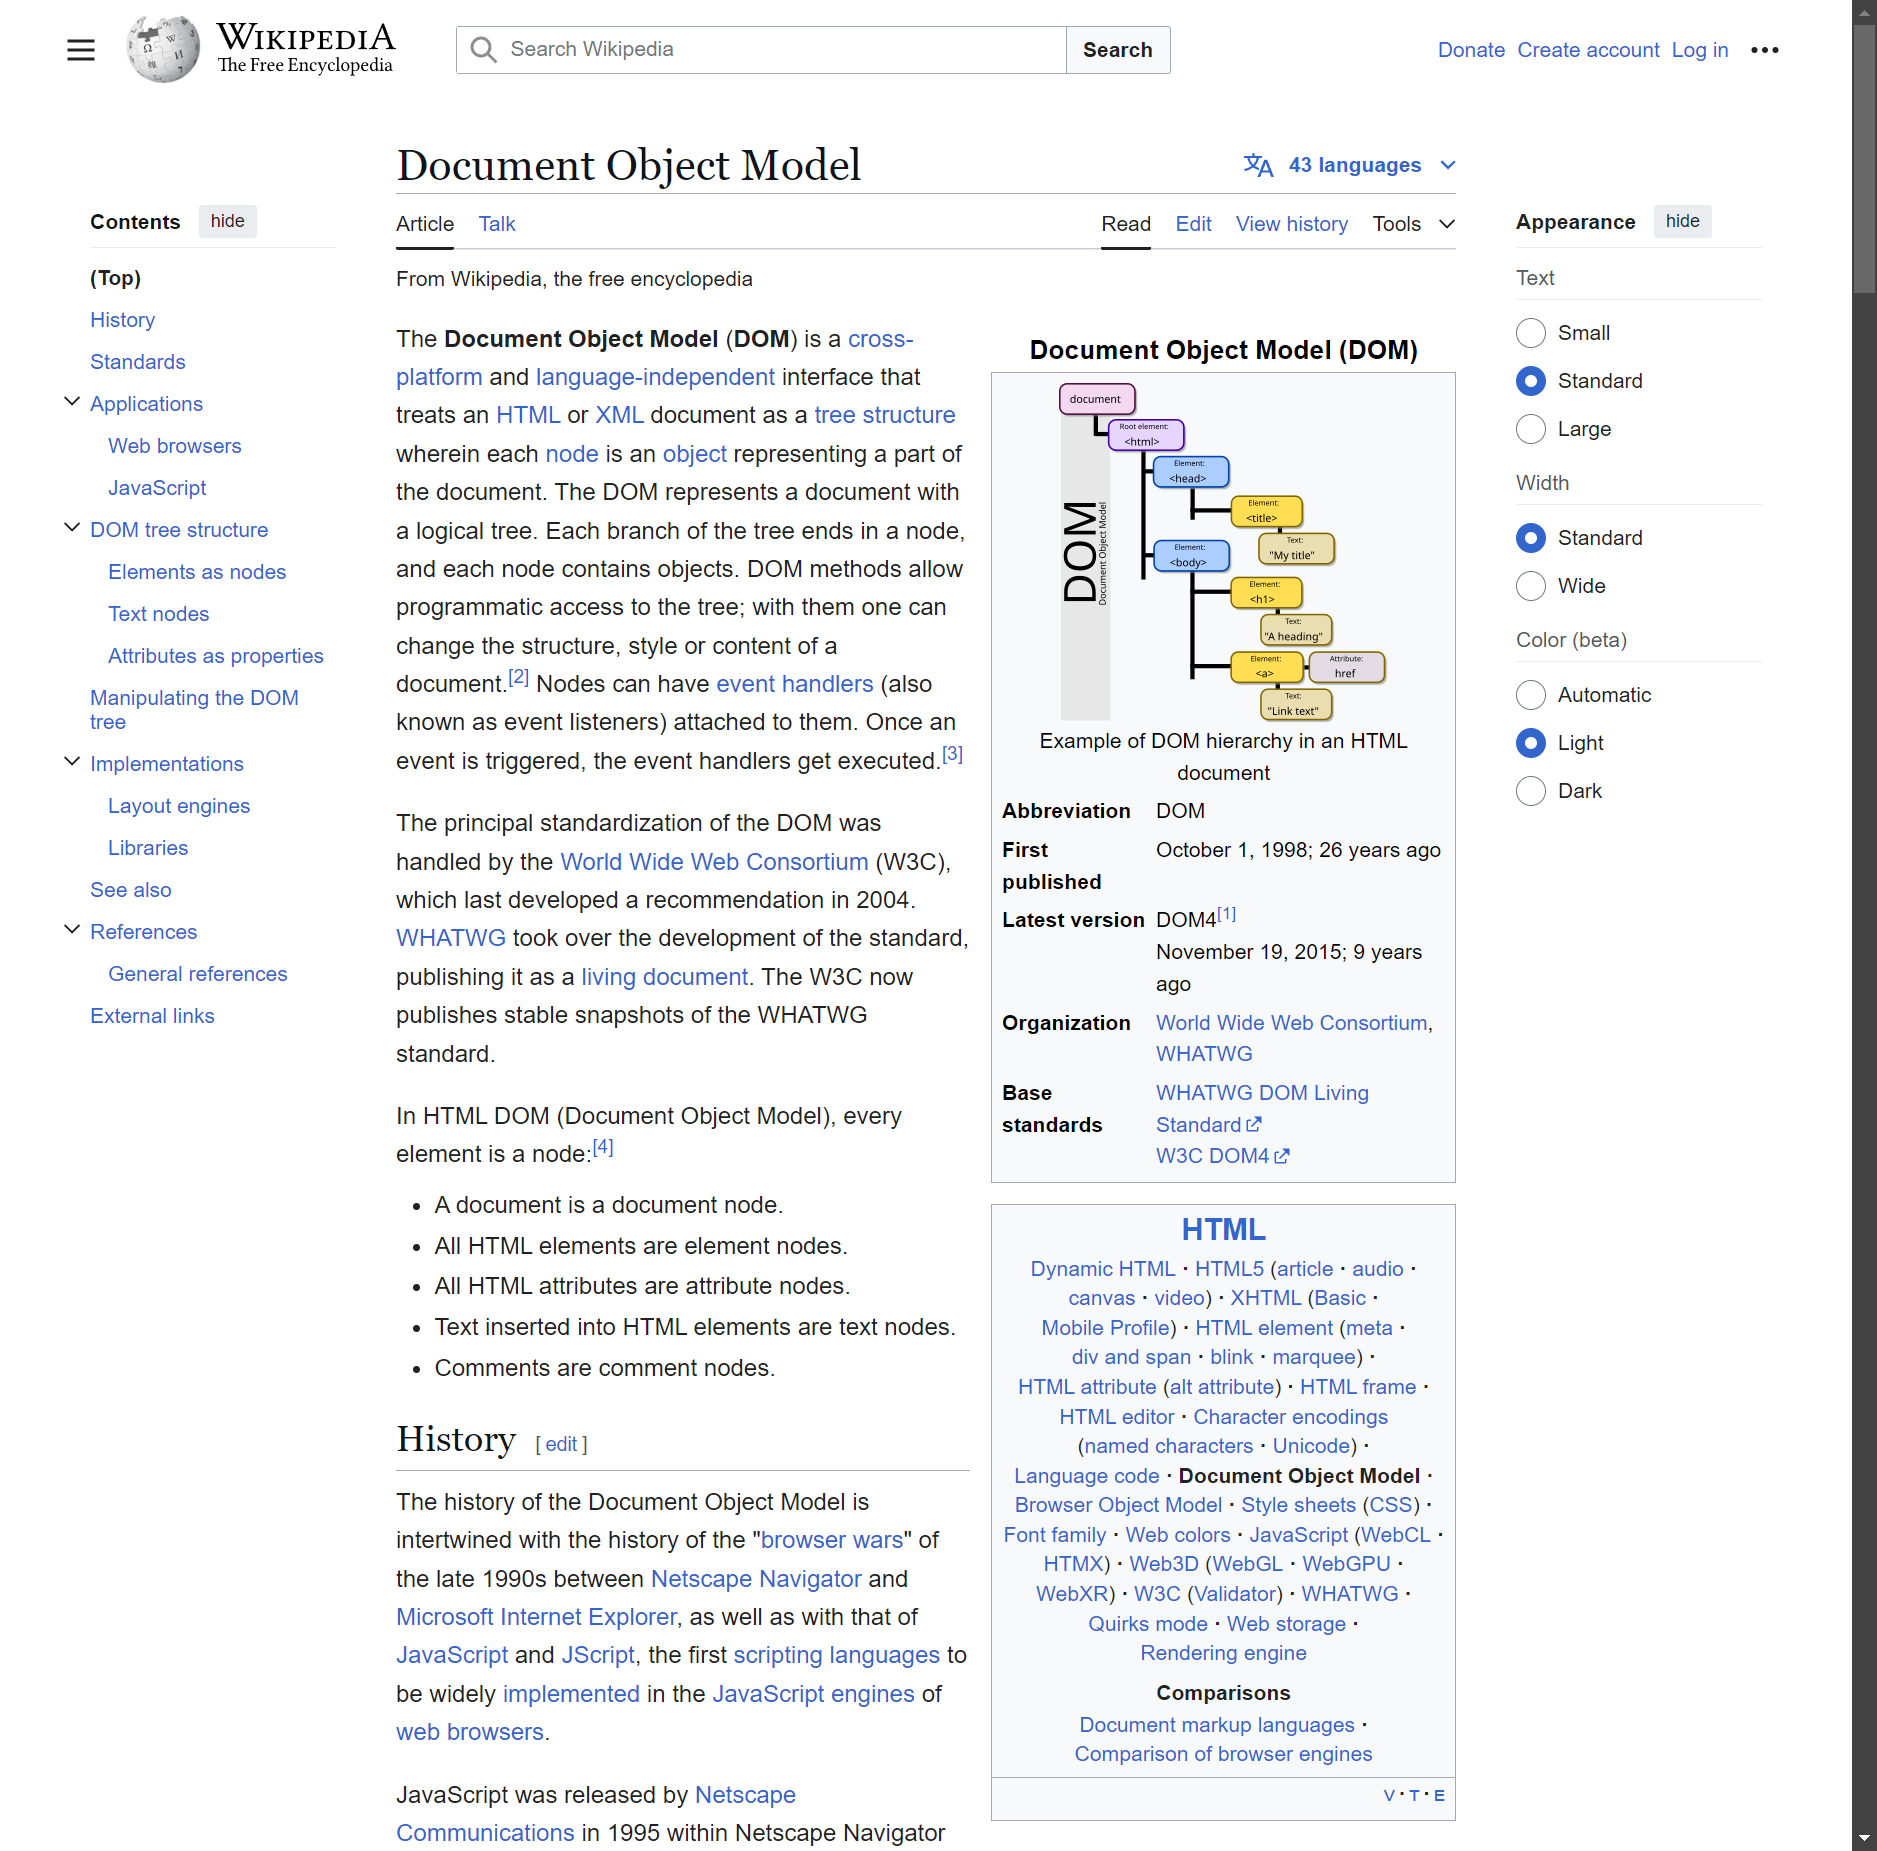 WIKIPEDIA
The Free Encyclopedia
Search Wikipedia
Search
Donate Create account Log in
Document Object Model
43 languages
Contents hide
Article Talk
Read Edit View history Tools
Appearance hide
(Top)
History
Standards
Applications
Web browsers
JavaScript
DOM tree structure
Elements as nodes
Text nodes
Attributes as properties
Manipulating the DOM
tree
Implementations
Layout engines
Libraries
See also
References
General references
External links
From Wikipedia, the free encyclopedia
The Document Object Model (DOM) is a cross-
platform and language-independent interface that
treats an HTML or XML document as a tree structure
wherein each node is an object representing a part of
the document. The DOM represents a document with
a logical tree. Each branch of the tree ends in a node,
and each node contains objects. DOM methods allow
programmatic access to the tree; with them one can
change the structure, style or content of a
document.[2] Nodes can have event handlers (also
known as event listeners) attached to them. Once an
event is triggered, the event handlers get executed.[3]
The principal standardization of the DOM was
handled by the World Wide Web Consortium (W3C),
which last developed a recommendation in 2004.
WHATWG took over the development of the standard,
publishing it as a living document. The W3C now
publishes stable snapshots of the WHATWG
standard.
In HTML DOM (Document Object Model), every
element is a node:[4]
• A document is a document node.
• All HTML elements are element nodes.
• All HTML attributes are attribute nodes.
• Text inserted into HTML elements are text nodes.
• Comments are comment nodes.
History [ edit ]
The history of the Document Object Model is
intertwined with the history of the "browser wars" of
the late 1990s between Netscape Navigator and
Microsoft Internet Explorer, as well as with that of
JavaScript and JScript, the first scripting languages to
be widely implemented in the JavaScript engines of
web browsers.
JavaScript was released by Netscape
Communications in 1995 within Netscape Navigator
Document Object Model (DOM)
DOM
Document Object Model
document
Root element:
<html>
Element:
<head>
Element:
<title>
Text:
"My title"
Element:
<body>
Element:
<h1>
Text:
"A heading"
Element:
<a>
Attribute:
href
Text:
"Link text"
Example of DOM hierarchy in an HTML
document
Abbreviation DOM
First October 1, 1998; 26 years ago
published
Latest version DOM4[1]
November 19, 2015; 9 years
ago
Organization World Wide Web Consortium,
WHATWG
Base WHATWG DOM Living
standards Standard
W3C DOM4
HTML
Dynamic HTML · HTML5 (article · audio ·
canvas · video) · XHTML (Basic ·
Mobile Profile) · HTML element (meta ·
div and span · blink · marquee) ·
HTML attribute (alt attribute) · HTML frame ·
HTML editor · Character encodings
(named characters · Unicode) ·
Language code · Document Object Model ·
Browser Object Model · Style sheets (CSS) ·
Font family · Web colors · JavaScript (WebCL ·
HTMX) · Web3D (WebGL · WebGPU ·
WebXR) · W3C (Validator) · WHATWG ·
Quirks mode · Web storage ·
Rendering engine
Comparisons
Document markup languages ·
Comparison of browser engines
V · T · E
Text
Small
Standard
Large
Width
Standard
Wide
Color (beta)
Automatic
Light
Dark